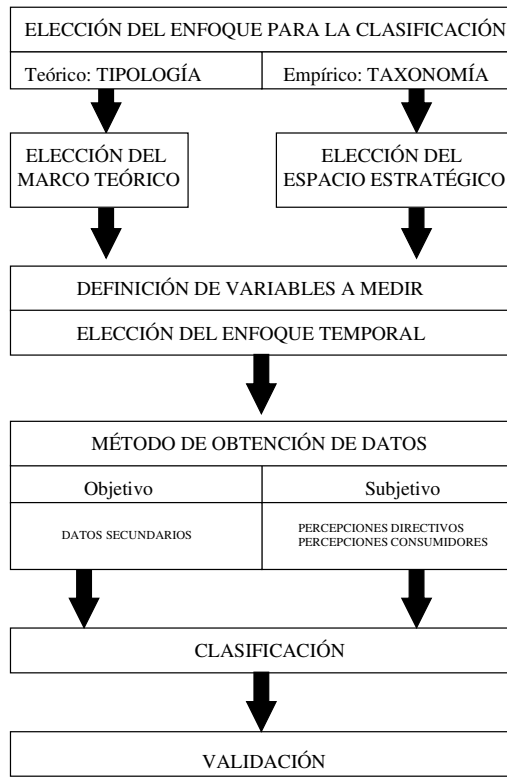 ELECCIÓN DEL ENFOQUE PARA LA CLASIFICACIÓN
Teórico: TIPOLOGÍA
Empírico: TAXONOMÍA
ELECCIÓN DEL
MARCO TEÓRICO
ELECCIÓN DEL
ESPACIO ESTRATÉGICO
DEFINICIÓN DE VARIABLES A MEDIR
ELECCIÓN DEL ENFOQUE TEMPORAL
MÉTODO DE OBTENCIÓN DE DATOS
Objetivo
Subjetivo
DATOS SECUNDARIOS
PERCEPCIONES DIRECTIVOS
PERCEPCIONES CONSUMIDORES
CLASIFICACIÓN
VALIDACIÓN